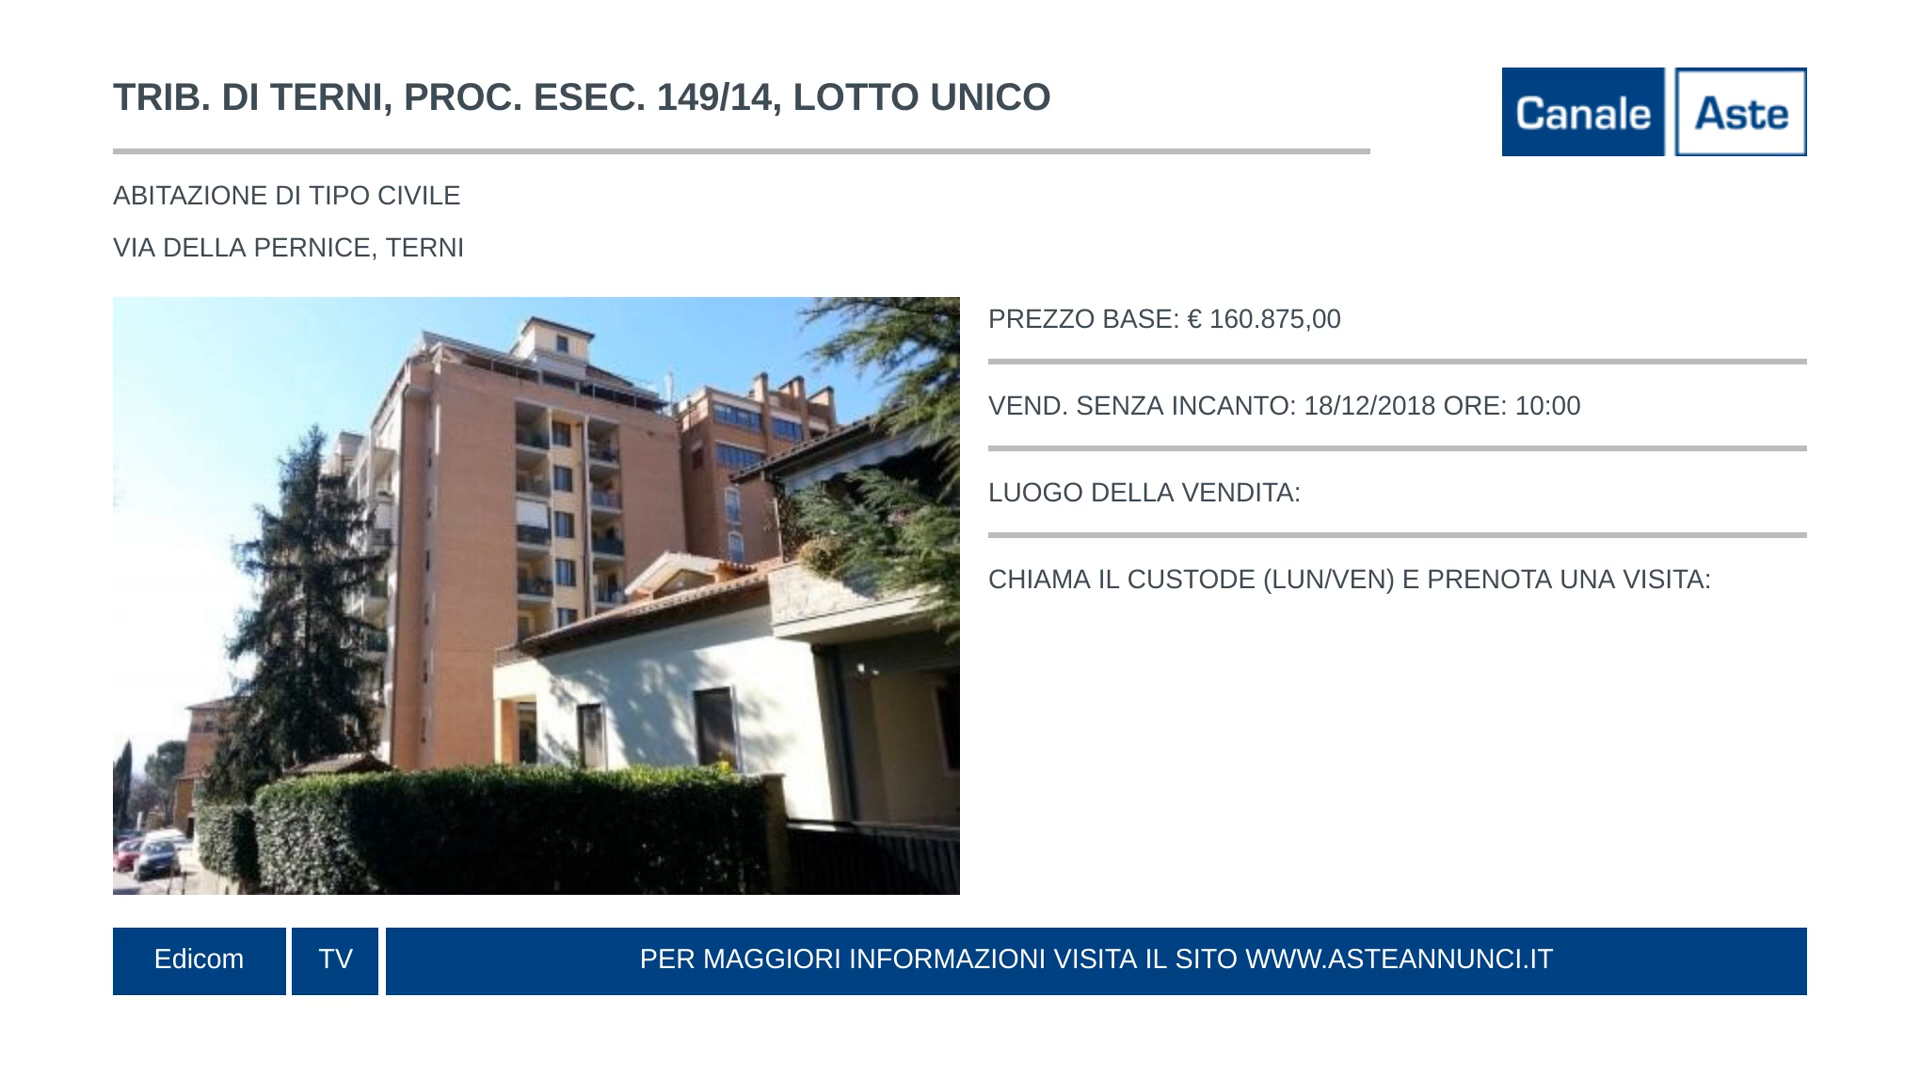 TRIB. DI TERNI, PROC. ESEC. 149/14, LOTTO UNICO
Canale Aste
ABITAZIONE DI TIPO CIVILE
VIA DELLA PERNICE, TERNI
PREZZO BASE: € 160.875,00
VEND. SENZA INCANTO: 18/12/2018 ORE: 10:00
LUOGO DELLA VENDITA:
CHIAMA IL CUSTODE (LUN/VEN) E PRENOTA UNA VISITA:
Edicom TV PER MAGGIORI INFORMAZIONI VISITA IL SITO WWW.ASTEANNUNCI.IT